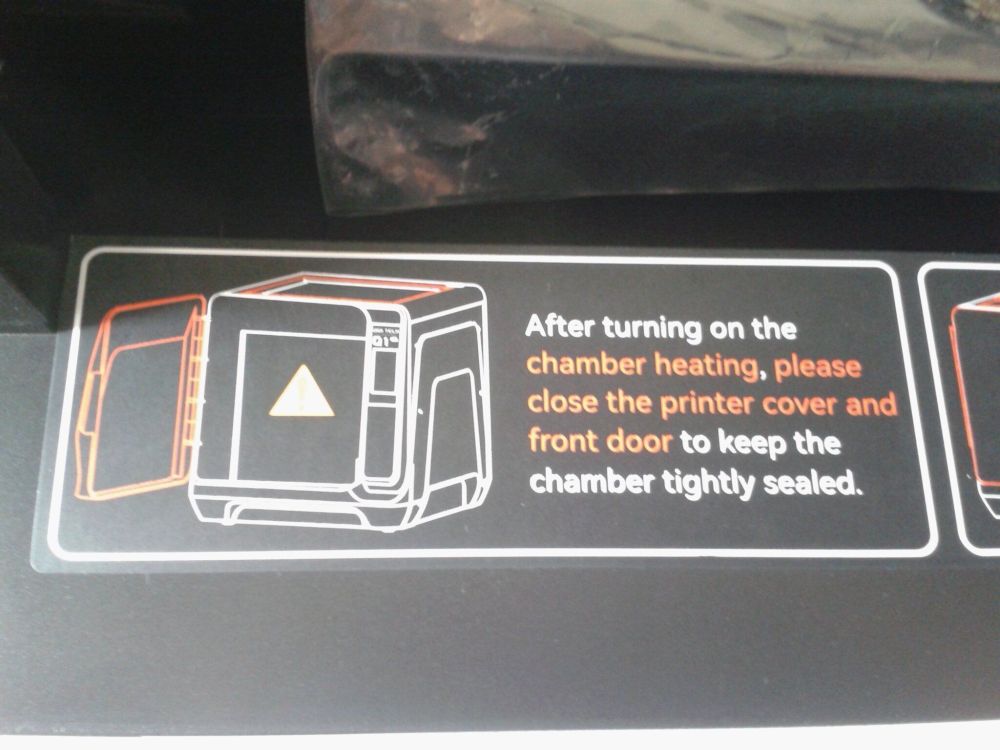 After turning on the
chamber heating, please
close the printer cover and
front door to keep the
chamber tightly sealed.